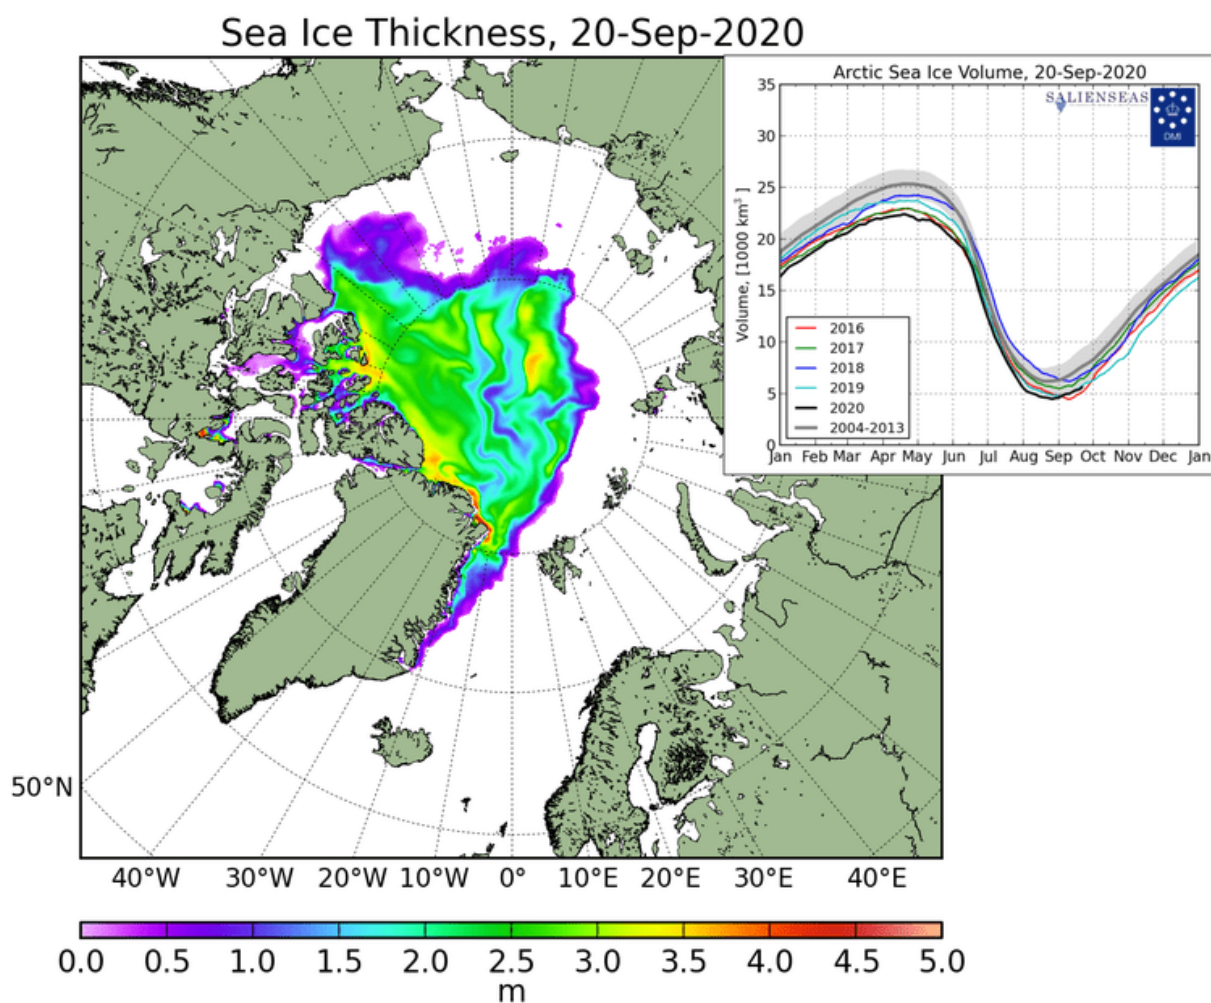 Sea Ice Thickness, 20-Sep-2020
Arctic Sea Ice Volume, 20-Sep-2020
SALIENSEAS
DMI
Volume, [1000 km³ ]
35
30
25
20
15
10
5
0
2016
2017
2018
2019
2020
2004-2013
Jan Feb Mar Apr May Jun Jul Aug Sep Oct Nov Dec Jan
50°N
40°W 30°W 20°W 10°W 0° 10°E 20°E 30°E 40°E
0.0 0.5 1.0 1.5 2.0 2.5 3.0 3.5 4.0 4.5 5.0
m